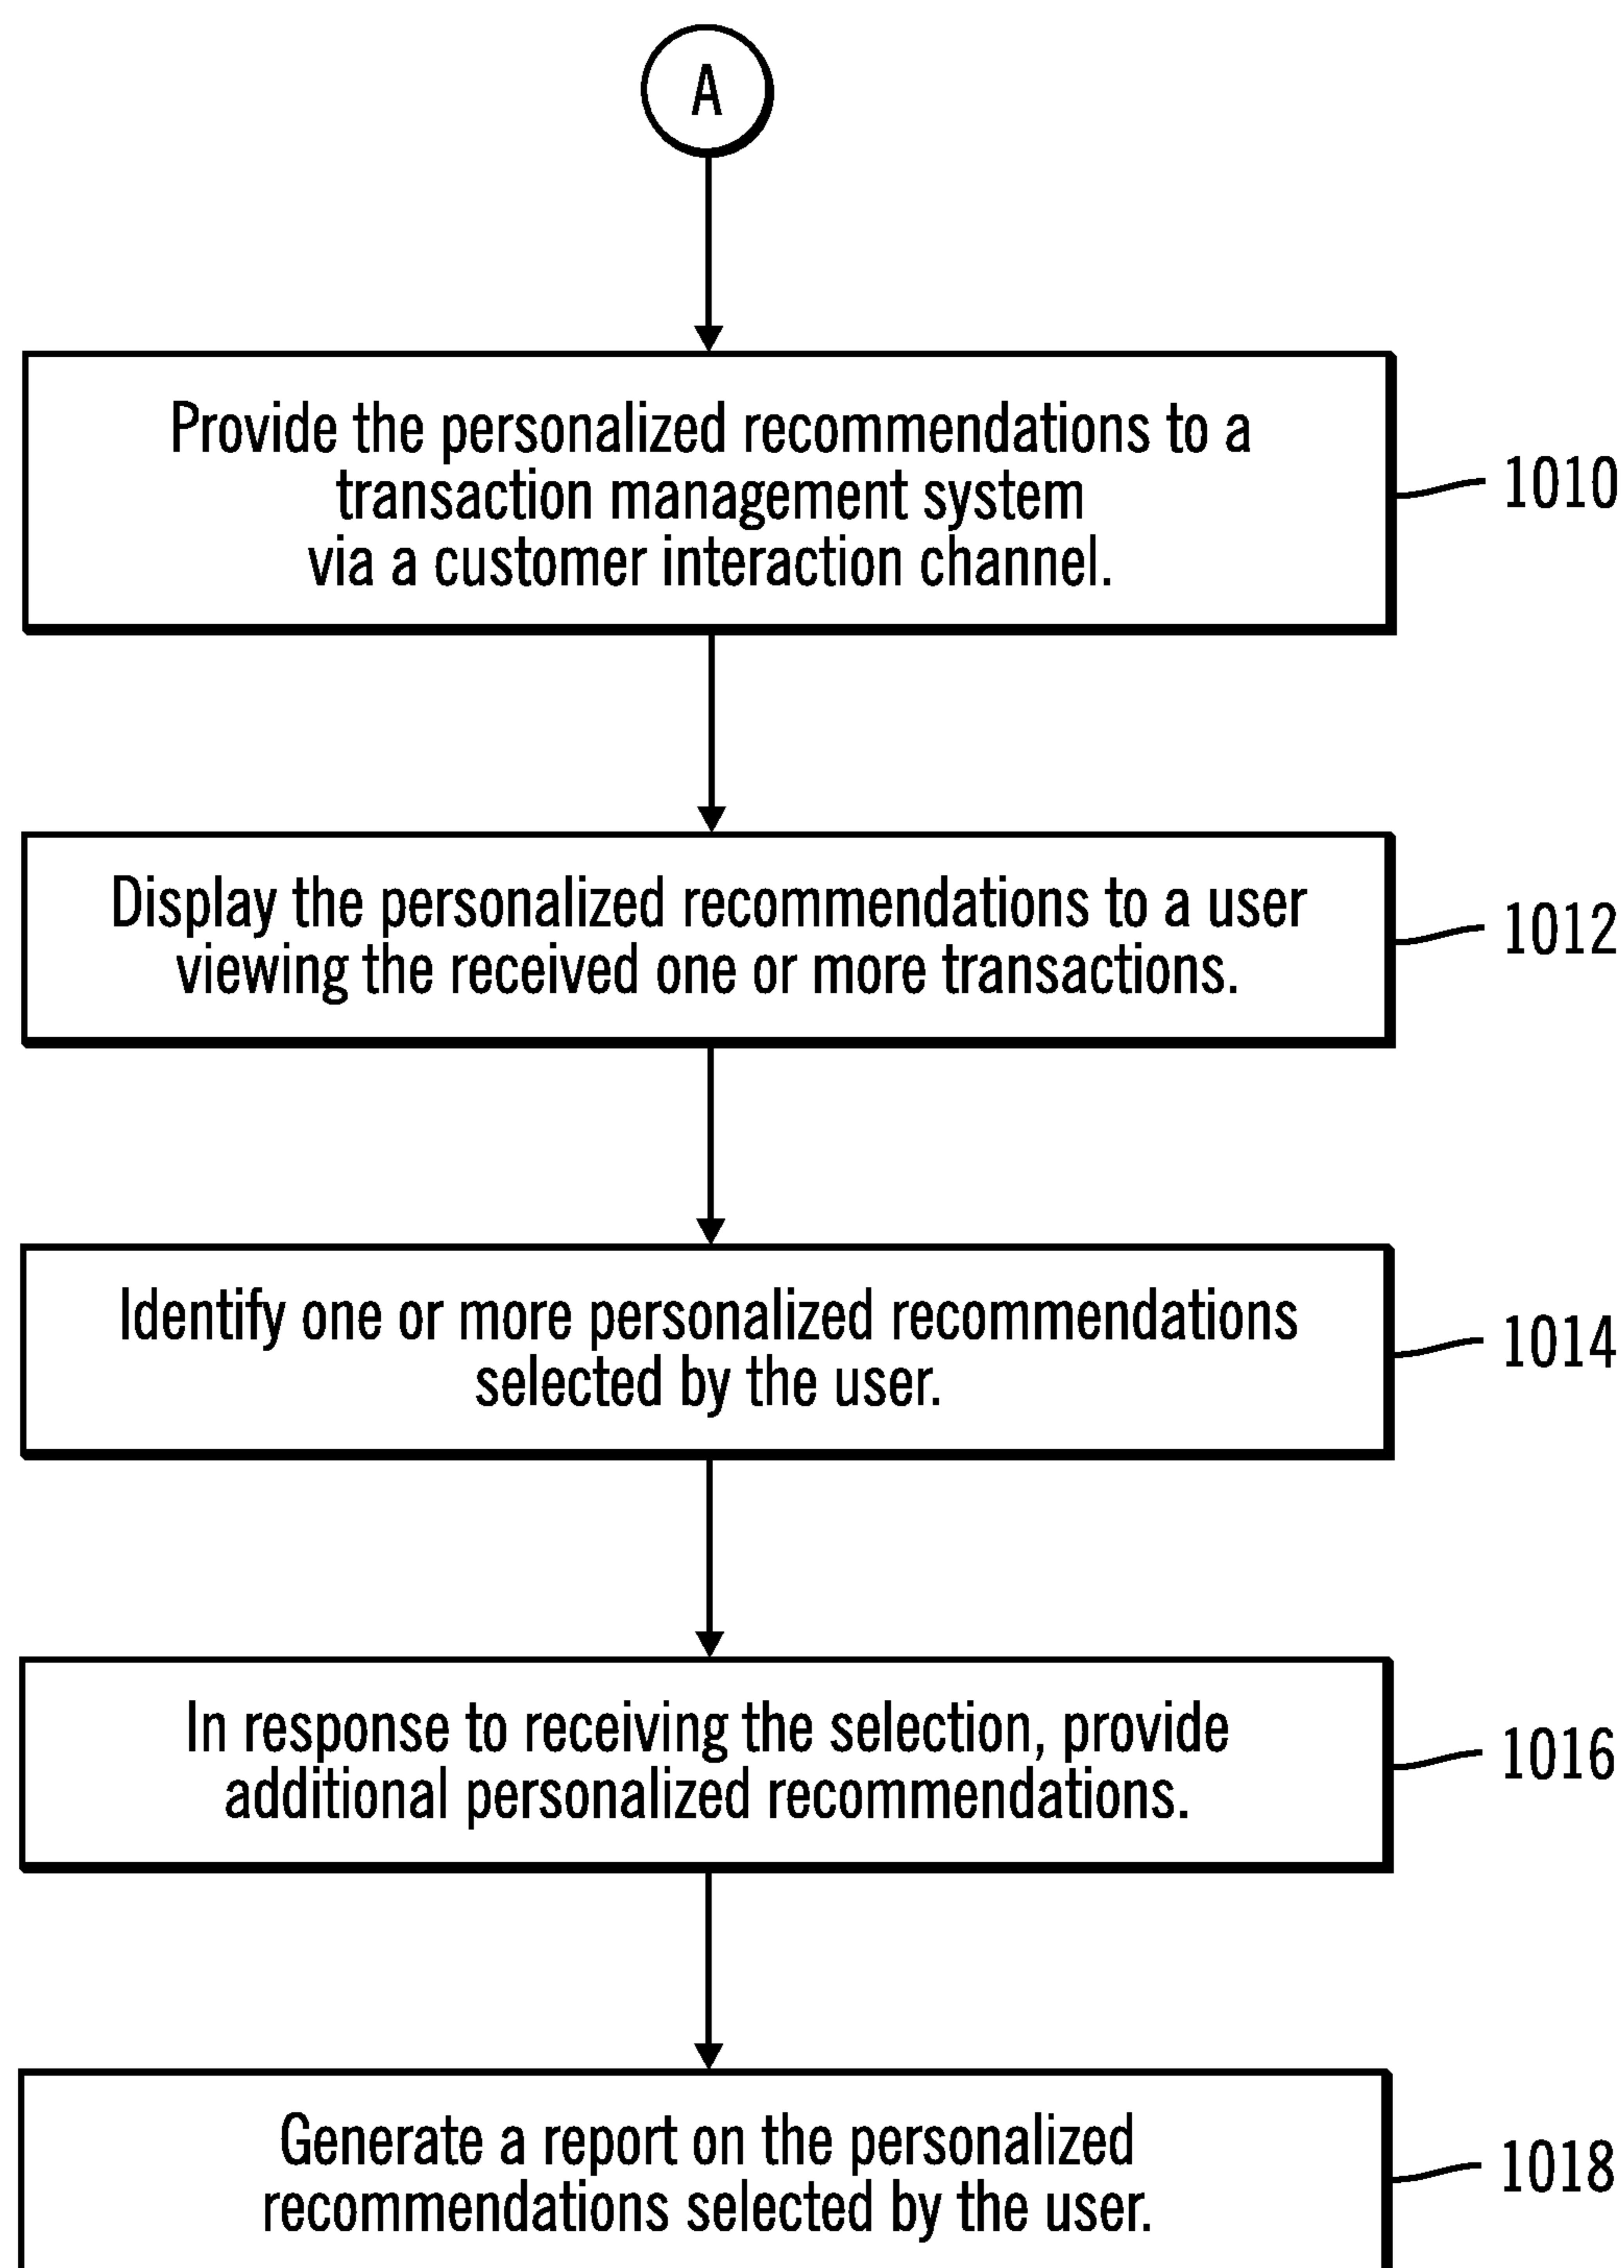 A
Provide the personalized recommendations to a
transaction management system
via a customer interaction channel.
1010
Display the personalized recommendations to a user
viewing the received one or more transactions.
1012
Identify one or more personalized recommendations
selected by the user.
1014
In response to receiving the selection, provide
additional personalized recommendations.
1016
Generate a report on the personalized
recommendations selected by the user.
1018